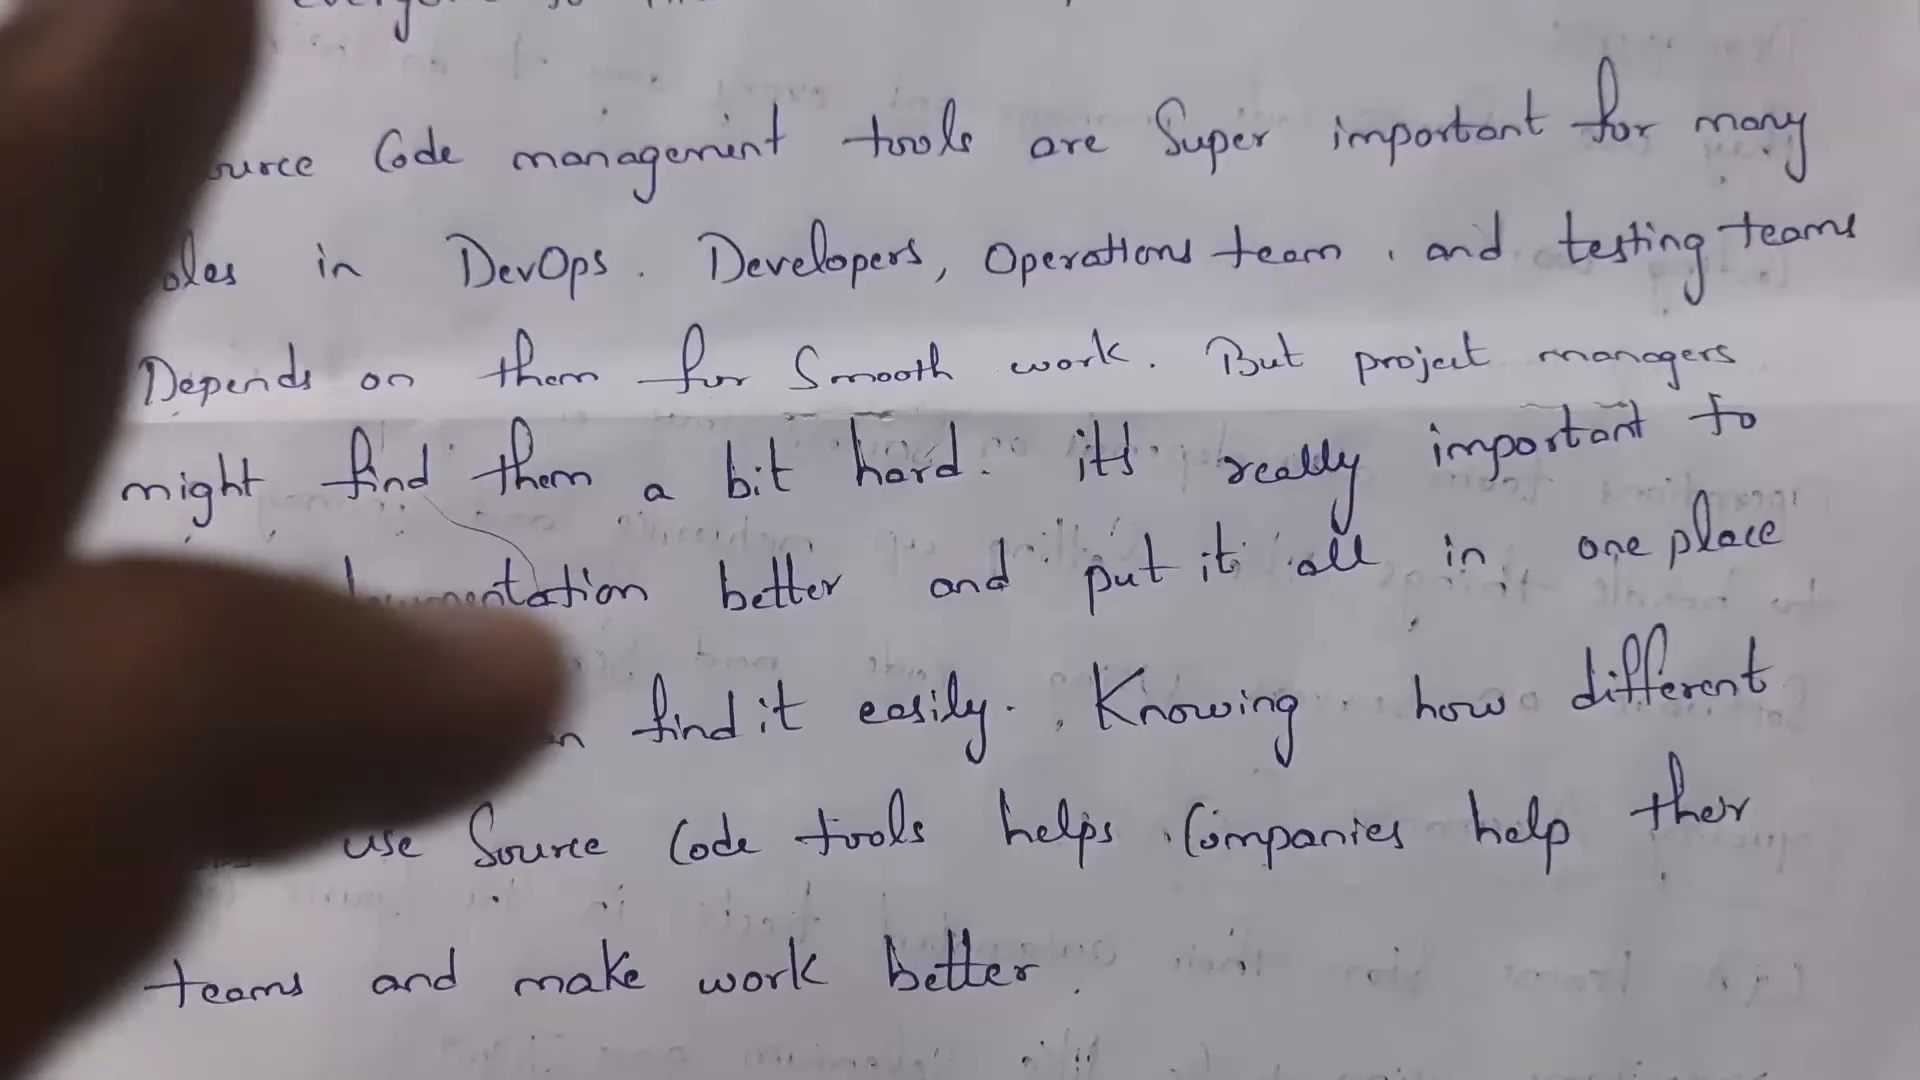 Code management tools are Super important for many
in DevOps. Developers, Operations team, and testing teams
Depends on them for Smooth work. But project managers
might find them a bit hard. its really important to
better and put it all in one place
find it easily. Knowing how different
use Source Code tools helps Companies help their
teams and make work better.